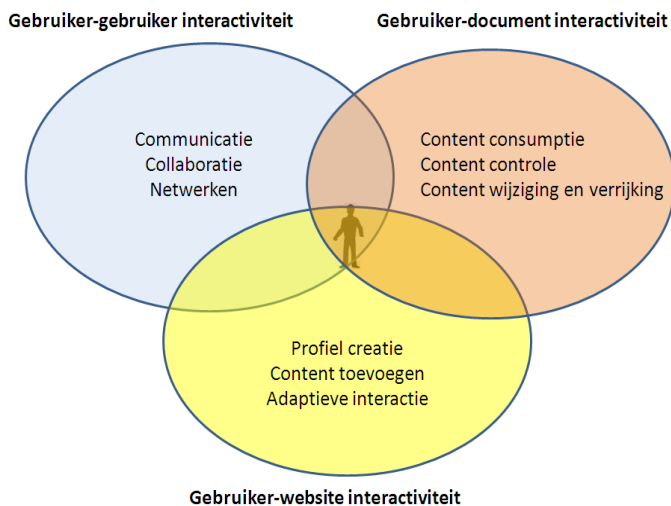 Gebruiker-gebruiker interactiviteit
Gebruiker-document interactiviteit
Communicatie
Collaboratie
Netwerken
Content consumptie
Content controle
Content wijziging en verrijking
Profiel creatie
Content toevoegen
Adaptieve interactie
Gebruiker-website interactiviteit